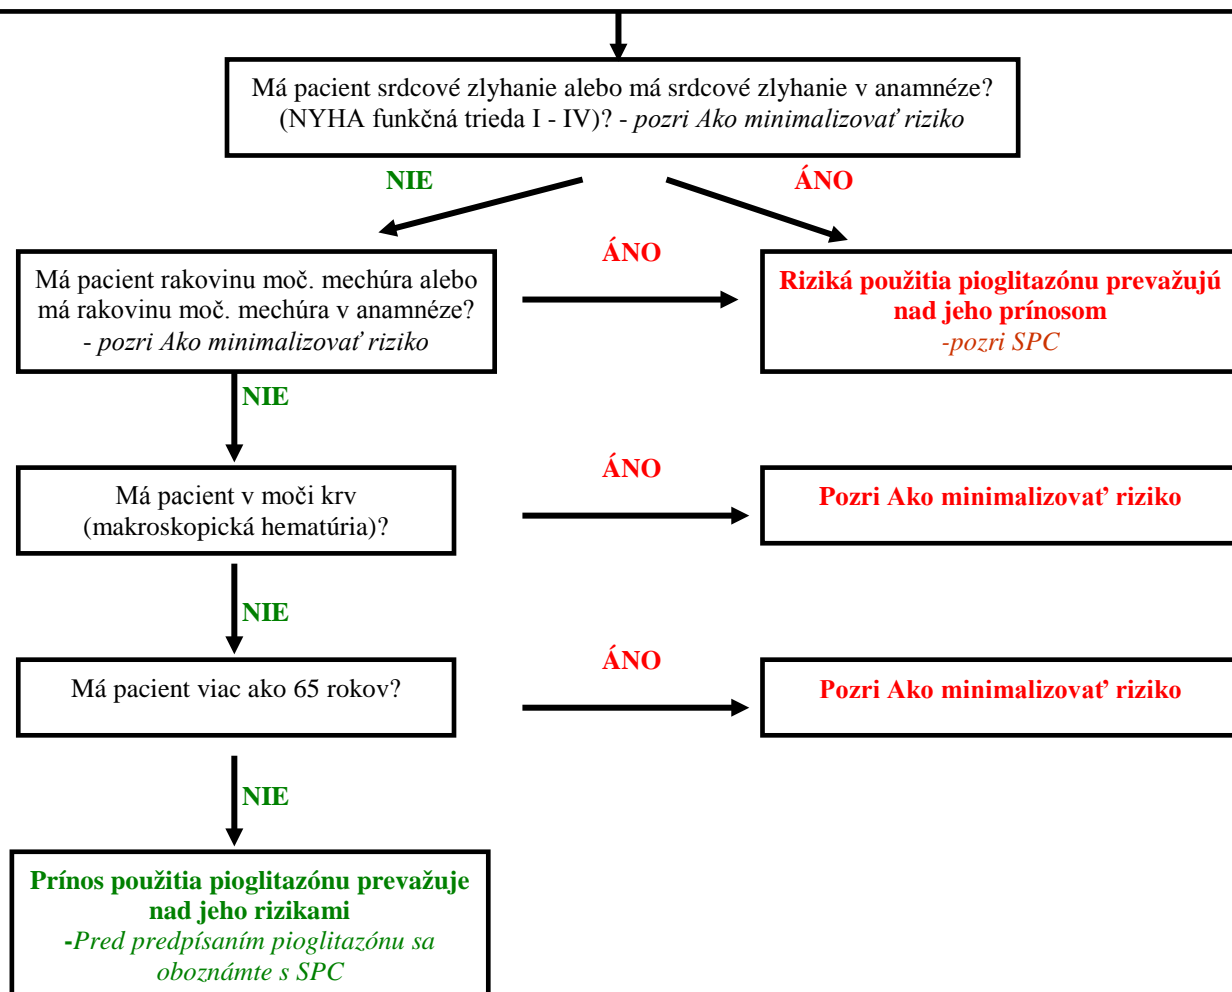 Má pacient srdcové zlyhanie alebo má srdcové zlyhanie v anamnéze?
(NYHA funkčná trieda I - IV)? - pozri Ako minimalizovať riziko
NIE
ÁNO
Má pacient rakovinu moč. mechúra alebo
má rakovinu moč. mechúra v anamnéze?
- pozri Ako minimalizovať riziko
ÁNO
Riziká použitia pioglitazónu prevažujú
nad jeho prínosom
-pozri SPC
NIE
Má pacient v moči krv
(makroskopická hematúria)?
ÁNO
Pozri Ako minimalizovať riziko
NIE
Má pacient viac ako 65 rokov?
ÁNO
Pozri Ako minimalizovať riziko
NIE
Prínos použitia pioglitazónu prevažuje
nad jeho rizikami
-Pred predpísaním pioglitazónu sa
oboznámte s SPC